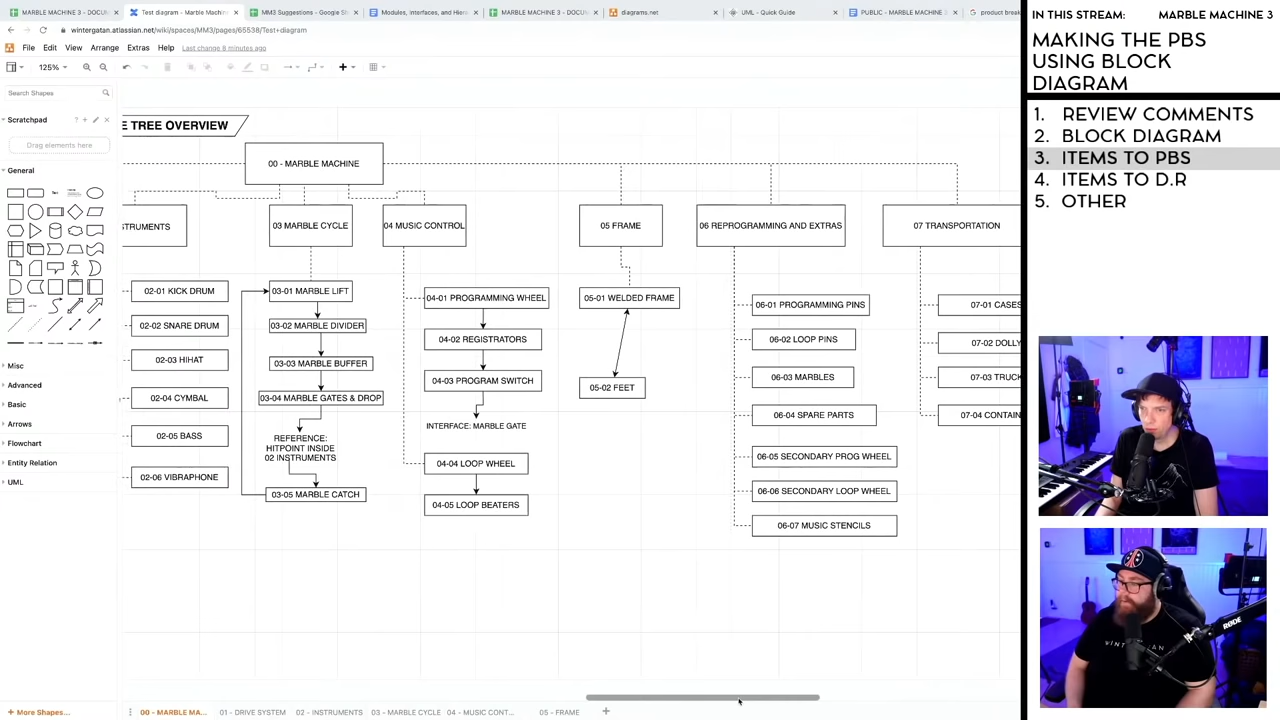 MARBLE MACHINE 3 - DOCU
Test diagram - Marble Machin
MM3 Suggestions - Google Sh
Modules, Interfaces, and Hier
MARBLE MACHINE 3 - DOCU
diagrams.net
UML - Quick Guide
PUBLIC - MARBLE MACHINE
product break
wintergatan.atlassian.net/wiki/spaces/MM3/pages/65538/Test+diagram
File Edit View Arrange Extras Help Last change 8 minutes ago
125%
Search Shapes
Scratchpad
Drag elements here
General
Misc
Advanced
Basic
Arrows
Flowchart
Entity Relation
UML
+ More Shapes...
E TREE OVERVIEW
00 - MARBLE MACHINE
STRUMENTS
03 MARBLE CYCLE
04 MUSIC CONTROL
05 FRAME
06 REPROGRAMMING AND EXTRAS
07 TRANSPORTATION
02-01 KICK DRUM
02-02 SNARE DRUM
02-03 HIHAT
02-04 CYMBAL
02-05 BASS
02-06 VIBRAPHONE
03-01 MARBLE LIFT
03-02 MARBLE DIVIDER
03-03 MARBLE BUFFER
03-04 MARBLE GATES & DROP
REFERENCE:
HITPOINT INSIDE
02 INSTRUMENTS
03-05 MARBLE CATCH
04-01 PROGRAMMING WHEEL
04-02 REGISTRATORS
04-03 PROGRAM SWITCH
INTERFACE: MARBLE GATE
04-04 LOOP WHEEL
04-05 LOOP BEATERS
05-01 WELDED FRAME
05-02 FEET
06-01 PROGRAMMING PINS
06-02 LOOP PINS
06-03 MARBLES
06-04 SPARE PARTS
06-05 SECONDARY PROG WHEEL
06-06 SECONDARY LOOP WHEEL
06-07 MUSIC STENCILS
07-01 CASES
07-02 DOLLY
07-03 TRUCK
07-04 CONTAIN
00 - MARBLE MA...
01 - DRIVE SYSTEM
02 - INSTRUMENTS
03 - MARBLE CYCLE
04 - MUSIC CONT...
05 - FRAME
IN THIS STREAM: MARBLE MACHINE 3
MAKING THE PBS
USING BLOCK
DIAGRAM
1. REVIEW COMMENTS
2. BLOCK DIAGRAM
3. ITEMS TO PBS
4. ITEMS TO D.R
5. OTHER
RØDE